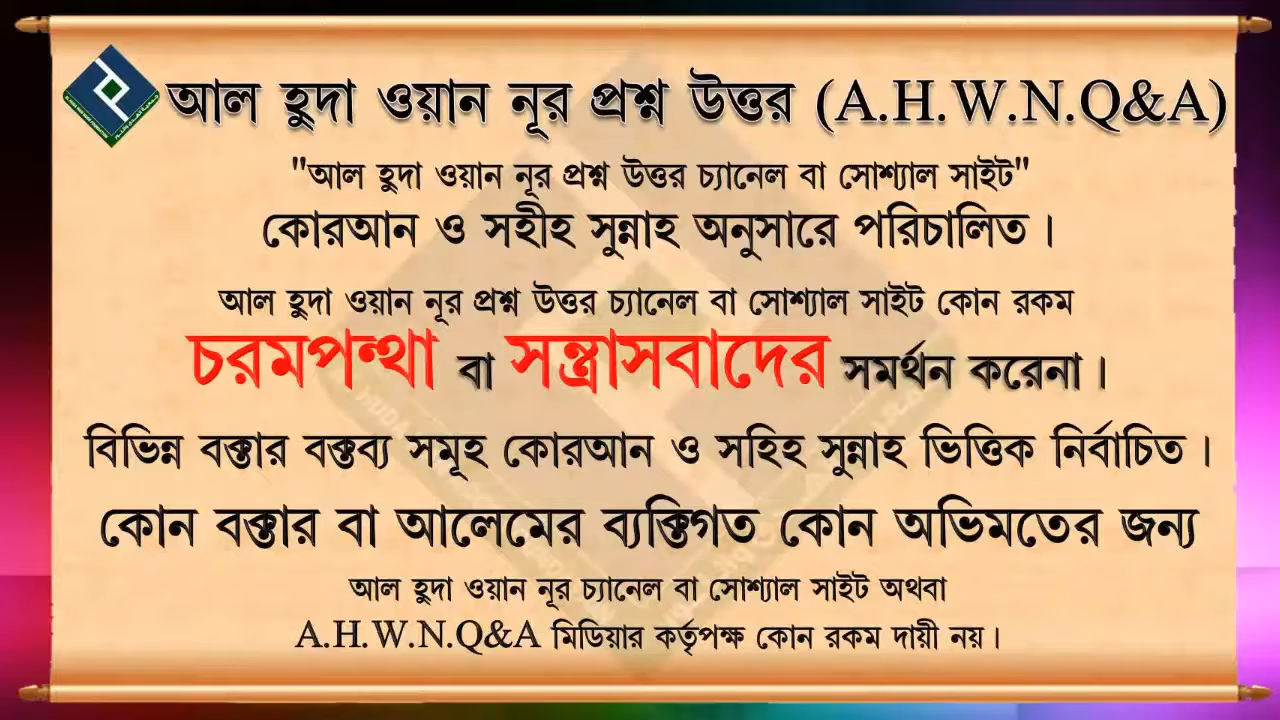 আল হুদা ওয়ান নূর প্রশ্ন উত্তর (A.H.W.N.Q&A)
"আল হুদা ওয়ান নূর প্রশ্ন উত্তর চ্যানেল বা সোশ্যাল সাইট"
কোরআন ও সহীহ সুন্নাহ অনুসারে পরিচালিত।
আল হুদা ওয়ান নূর প্রশ্ন উত্তর চ্যানেল বা সোশ্যাল সাইট কোন রকম
চরমপন্থা বা সন্ত্রাসবাদের সমর্থন করেনা।
বিভিন্ন বক্তার বক্তব্য সমূহ কোরআন ও সহিহ সুন্নাহ ভিত্তিক নির্বাচিত।
কোন বক্তার বা আলেমের ব্যক্তিগত কোন অভিমতের জন্য
আল হুদা ওয়ান নূর চ্যানেল বা সোশ্যাল সাইট অথবা
A.H.W.N.Q&A মিডিয়ার কর্তৃপক্ষ কোন রকম দায়ী নয়।